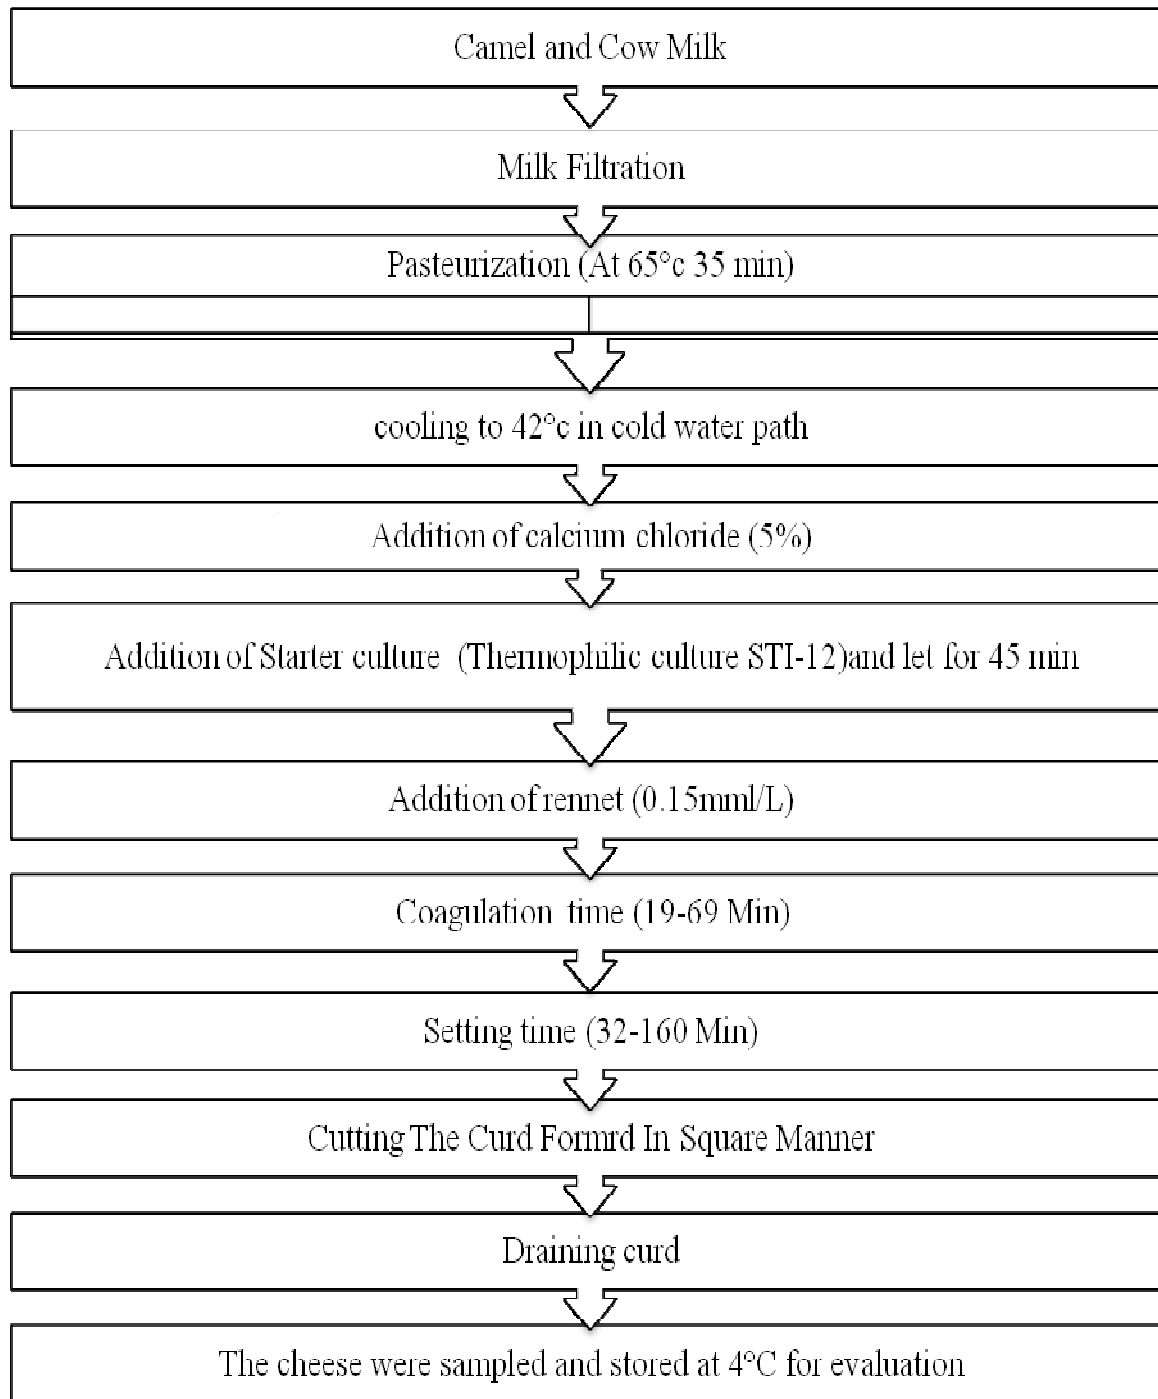 Camel and Cow Milk
Milk Filtration
Pasteurization (At 65°c 35 min)
cooling to 42°c in cold water path
Addition of calcium chloride (5%)
Addition of Starter culture (Thermophilic culture STI-12)and let for 45 min
Addition of rennet (0.15mml/L)
Coagulation time (19-69 Min)
Setting time (32-160 Min)
Cutting The Curd Formrd In Square Manner
Draining curd
The cheese were sampled and stored at 4°C for evaluation